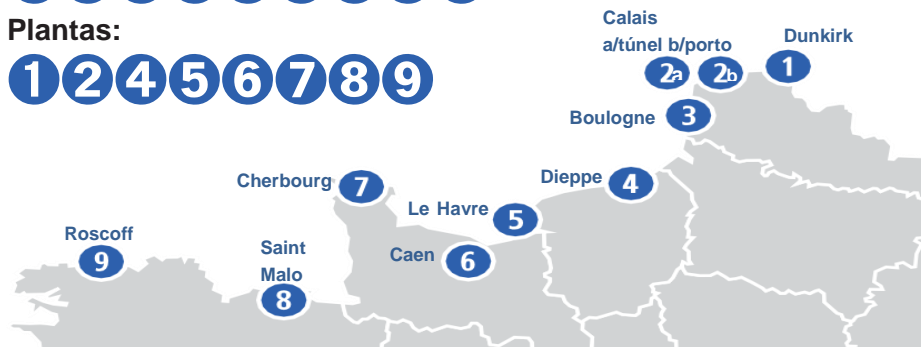 Plantas:
1 2 4 5 6 7 8 9
Calais
a/túnel b/porto
Dunkirk
2a 2b 1
Boulogne 3
Dieppe 4
Cherbourg 7
Le Havre 5
Caen 6
Roscoff
9
Saint
Malo
8